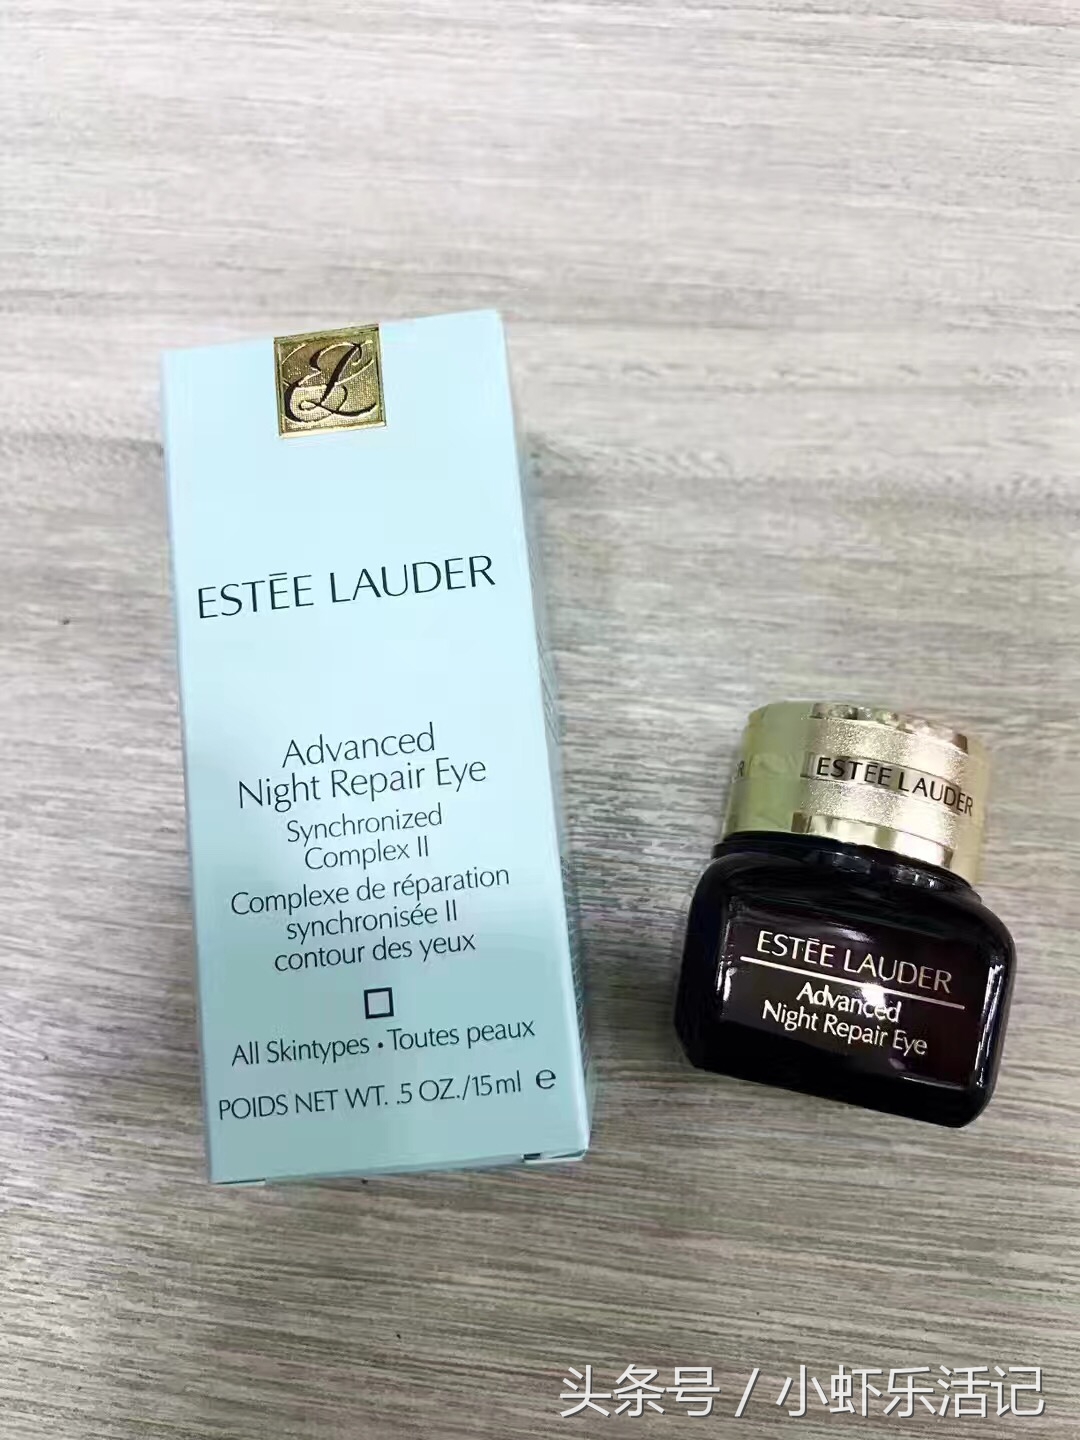 EL
ESTĒE LAUDER
Advanced
Night Repair Eye
Synchronized
Complex II
Complexe de réparation
synchronisée II
contour des yeux
All Skintypes • Toutes peaux
POIDS NET WT. .5 OZ./15ml ℮
ESTĒE LAUDER
ESTĒE LAUDER
Advanced
Night Repair Eye
头条号 / 小虾乐活记